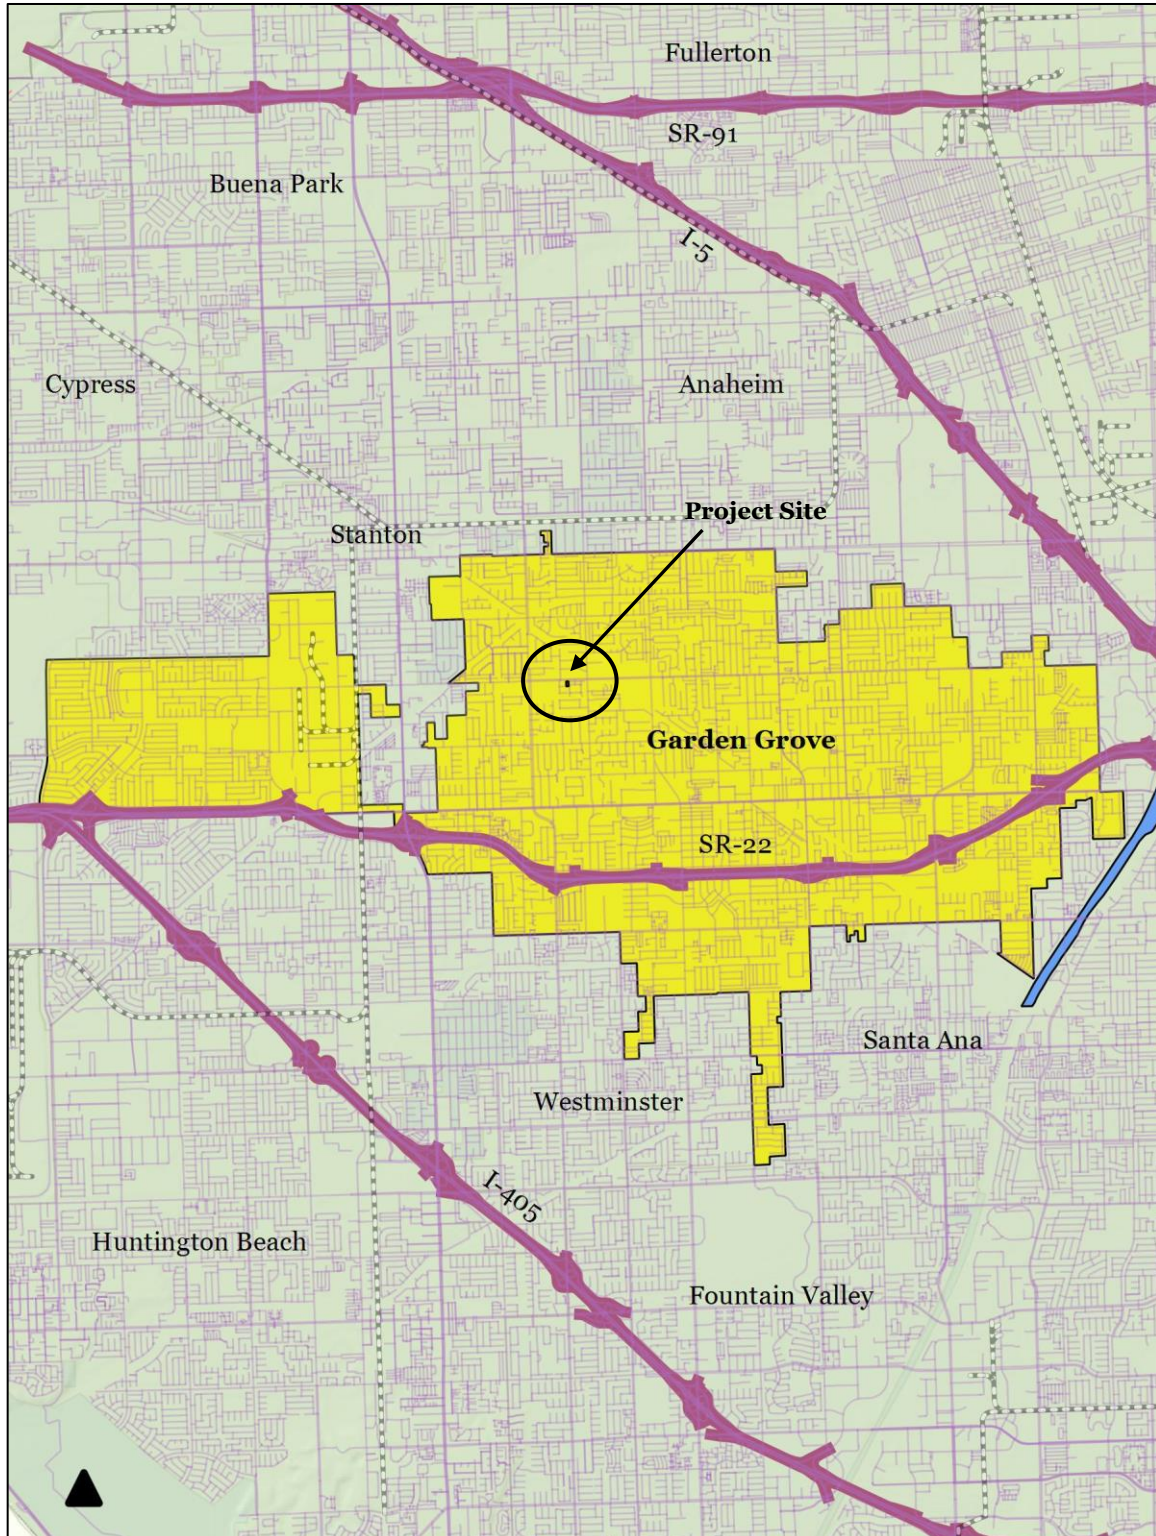 Fullerton
SR-91
Buena Park
I-5
Cypress
Anaheim
Project Site
Stanton
Garden Grove
SR-22
Santa Ana
Westminster
I-405
Huntington Beach
Fountain Valley